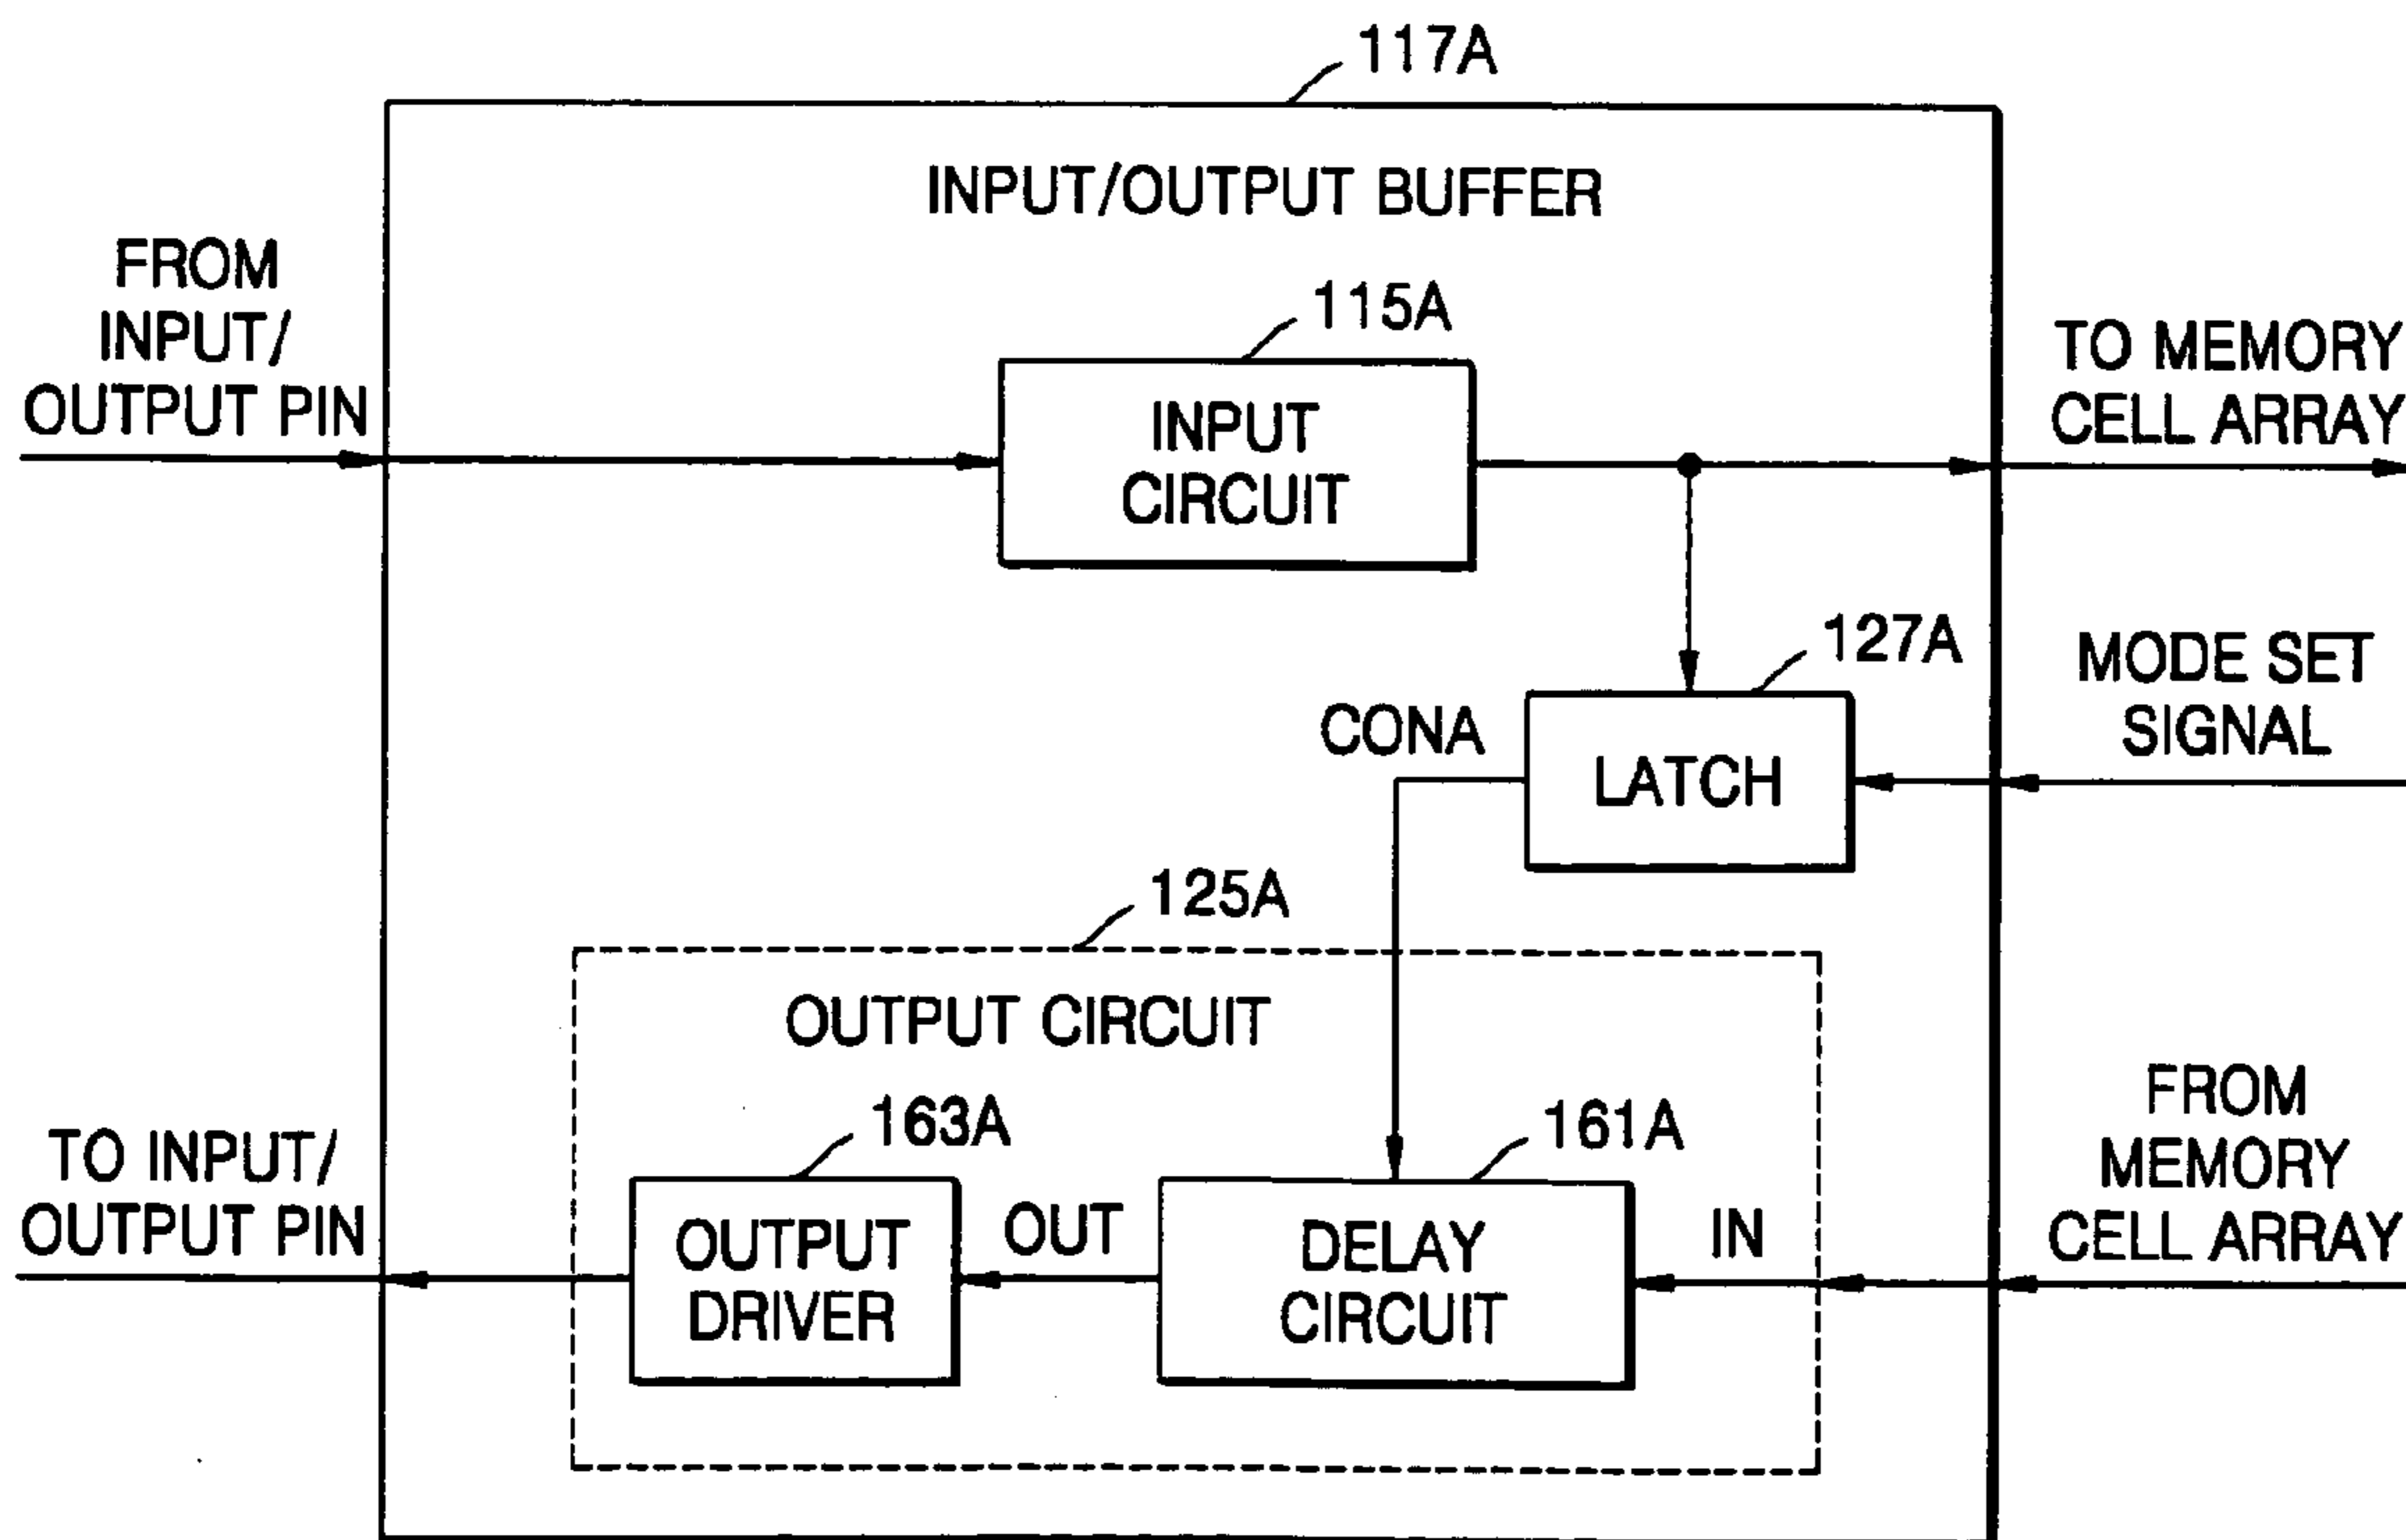 117A
INPUT/OUTPUT BUFFER
FROM
INPUT/
OUTPUT PIN
115A
INPUT
CIRCUIT
TO MEMORY
CELL ARRAY
127A
MODE SET
SIGNAL
CONA
LATCH
125A
OUTPUT CIRCUIT
FROM
MEMORY
CELL ARRAY
TO INPUT/
OUTPUT PIN
163A
OUTPUT
DRIVER
OUT
161A
DELAY
CIRCUIT
IN